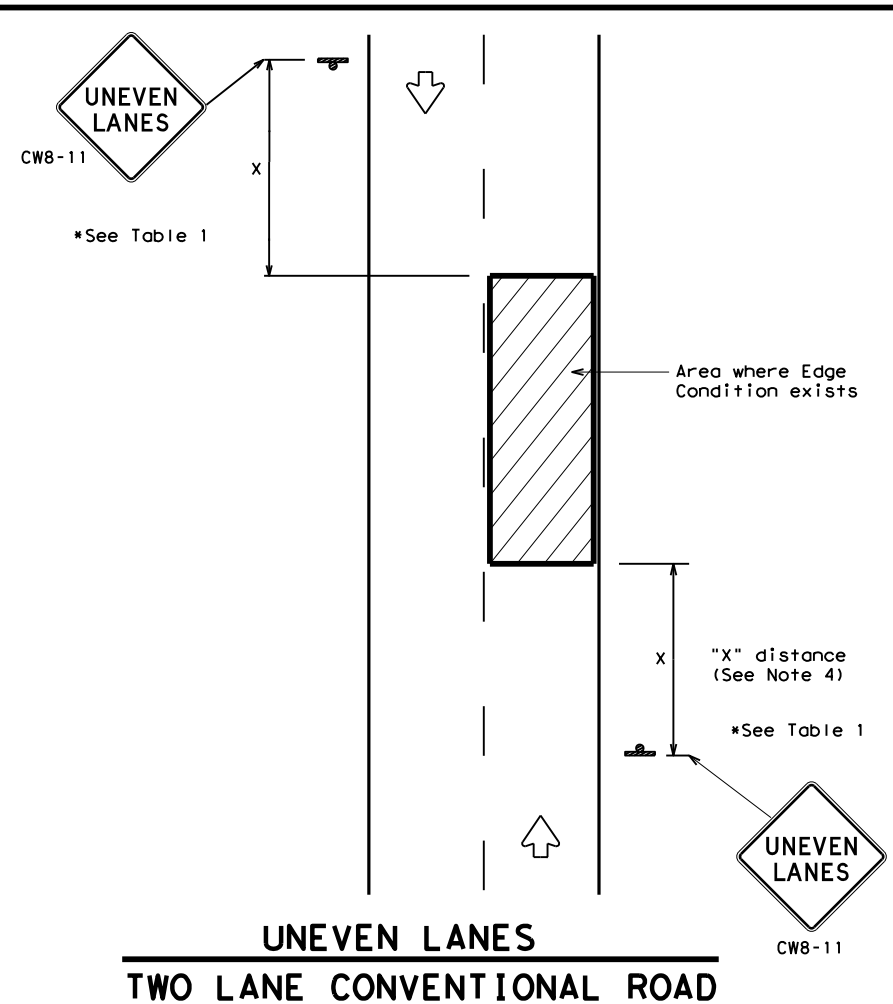 UNEVEN
LANES
CW8-11
X
*See Table 1
Area where Edge
Condition exists
X
"X" distance
(See Note 4)
*See Table 1
UNEVEN
LANES
CW8-11
UNEVEN LANES
TWO LANE CONVENTIONAL ROAD